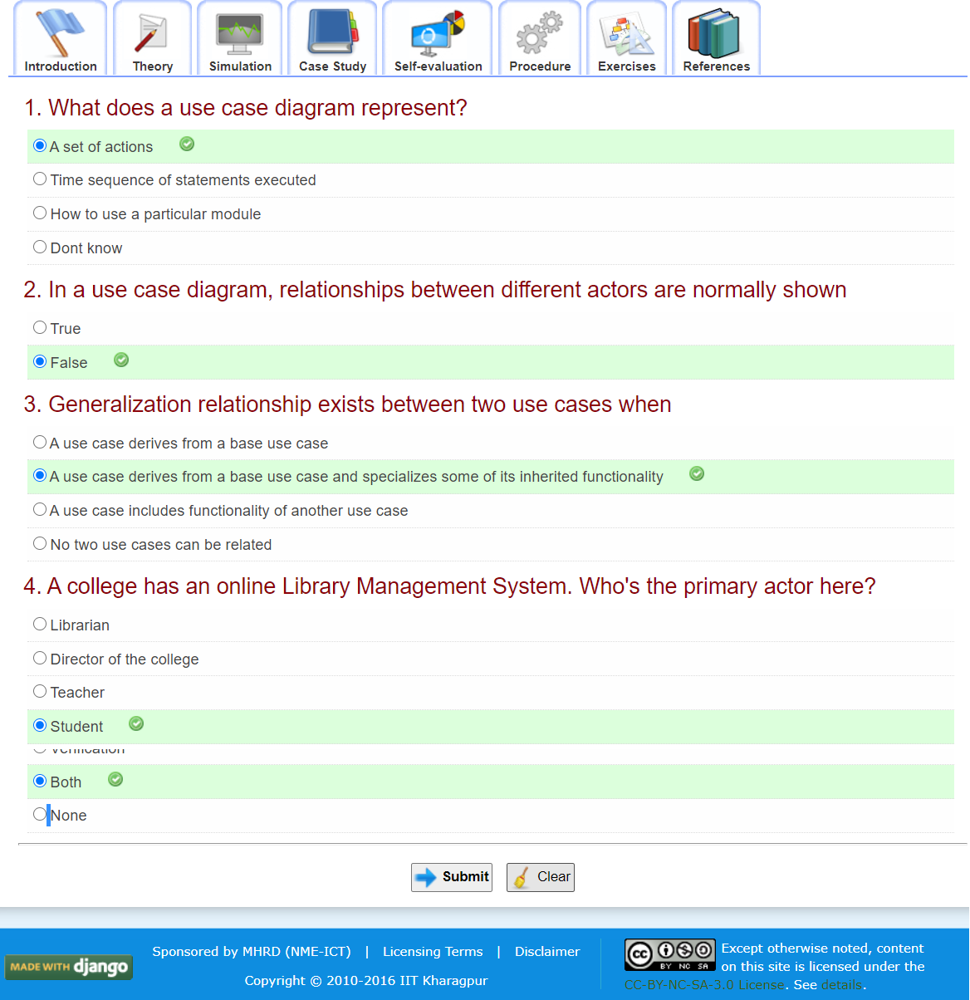 Introduction Theory Simulation Case Study Self-evaluation Procedure Exercises References
1. What does a use case diagram represent?
A set of actions
Time sequence of statements executed
How to use a particular module
Dont know
2. In a use case diagram, relationships between different actors are normally shown
True
False
3. Generalization relationship exists between two use cases when
A use case derives from a base use case
A use case derives from a base use case and specializes some of its inherited functionality
A use case includes functionality of another use case
No two use cases can be related
4. A college has an online Library Management System. Who's the primary actor here?
Librarian
Director of the college
Teacher
Student
Verification
Both
None
Submit Clear
MADE WITH django
Sponsored by MHRD (NME-ICT) | Licensing Terms | Disclaimer
Copyright © 2010-2016 IIT Kharagpur
cc BY NC SA
Except otherwise noted, content
on this site is licensed under the
CC-BY-NC-SA-3.0 License. See details.